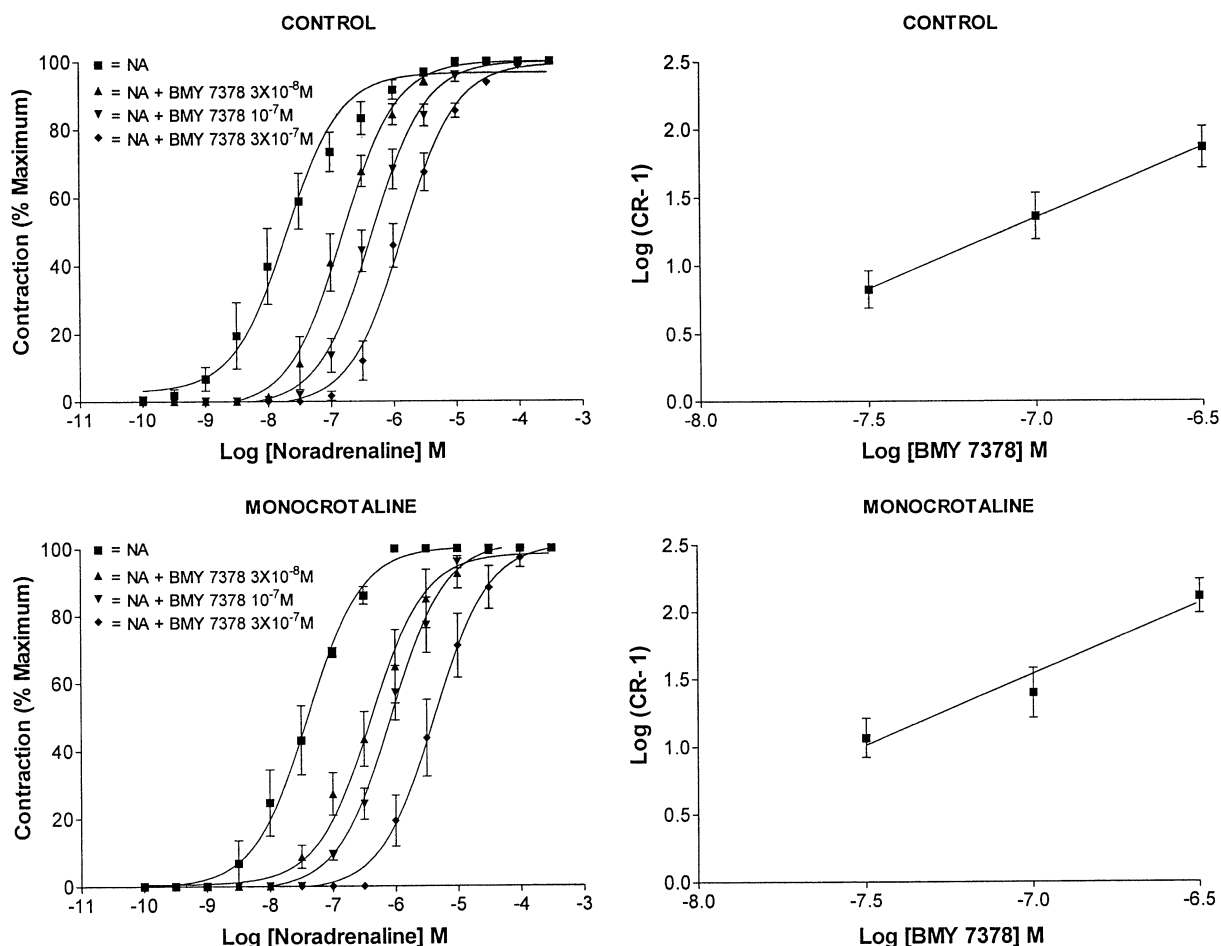 CONTROL
Contraction (% Maximum)
100
80
60
40
20
0
■ = NA
▲ = NA + BMY 7378 3X10⁻⁸M
▼ = NA + BMY 7378 10⁻⁷M
◆ = NA + BMY 7378 3X10⁻⁷M
-11 -10 -9 -8 -7 -6 -5 -4 -3
Log [Noradrenaline] M
CONTROL
Log (CR- 1)
2.5
2.0
1.5
1.0
0.5
0.0
-8.0 -7.5 -7.0 -6.5
Log [BMY 7378] M
MONOCROTALINE
Contraction (% Maximum)
100
80
60
40
20
0
■ = NA
▲ = NA + BMY 7378 3X10⁻⁸M
▼ = NA + BMY 7378 10⁻⁷M
◆ = NA + BMY 7378 3X10⁻⁷M
-11 -10 -9 -8 -7 -6 -5 -4 -3
Log [Noradrenaline] M
MONOCROTALINE
Log (CR- 1)
2.5
2.0
1.5
1.0
0.5
0.0
-8.0 -7.5 -7.0 -6.5
Log [BMY 7378] M